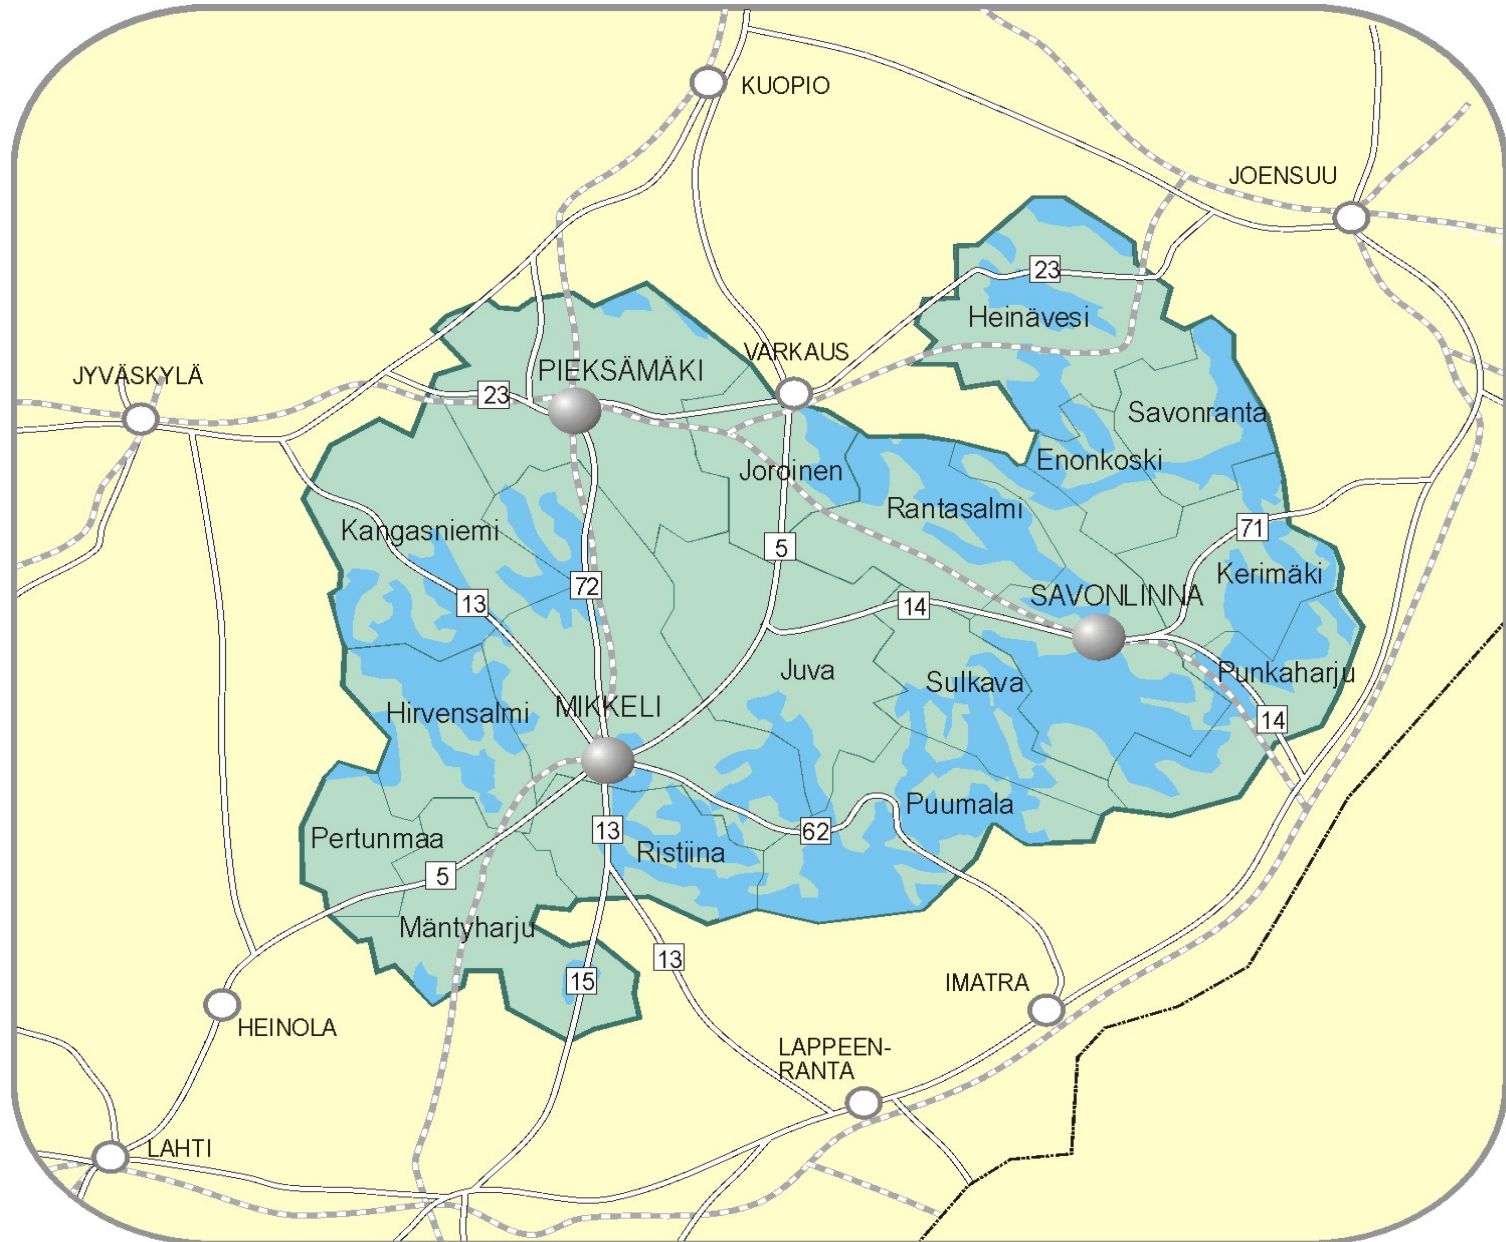 KUOPIO
JOENSUU
23
Heinävesi
VARKAUS
PIEKSÄMÄKI
JYVÄSKYLÄ
23
Savonranta
Enonkoski
Joroinen
Rantasalmi
Kangasniemi
71
5
Kerimäki
72
13
14
SAVONLINNA
Juva
Sulkava
Punkaharju
Hirvensalmi
MIKKELI
14
Puumala
Pertunmaa
13
62
Ristiina
5
Mäntyharju
13
15
IMATRA
HEINOLA
LAPPEEN-
RANTA
LAHTI